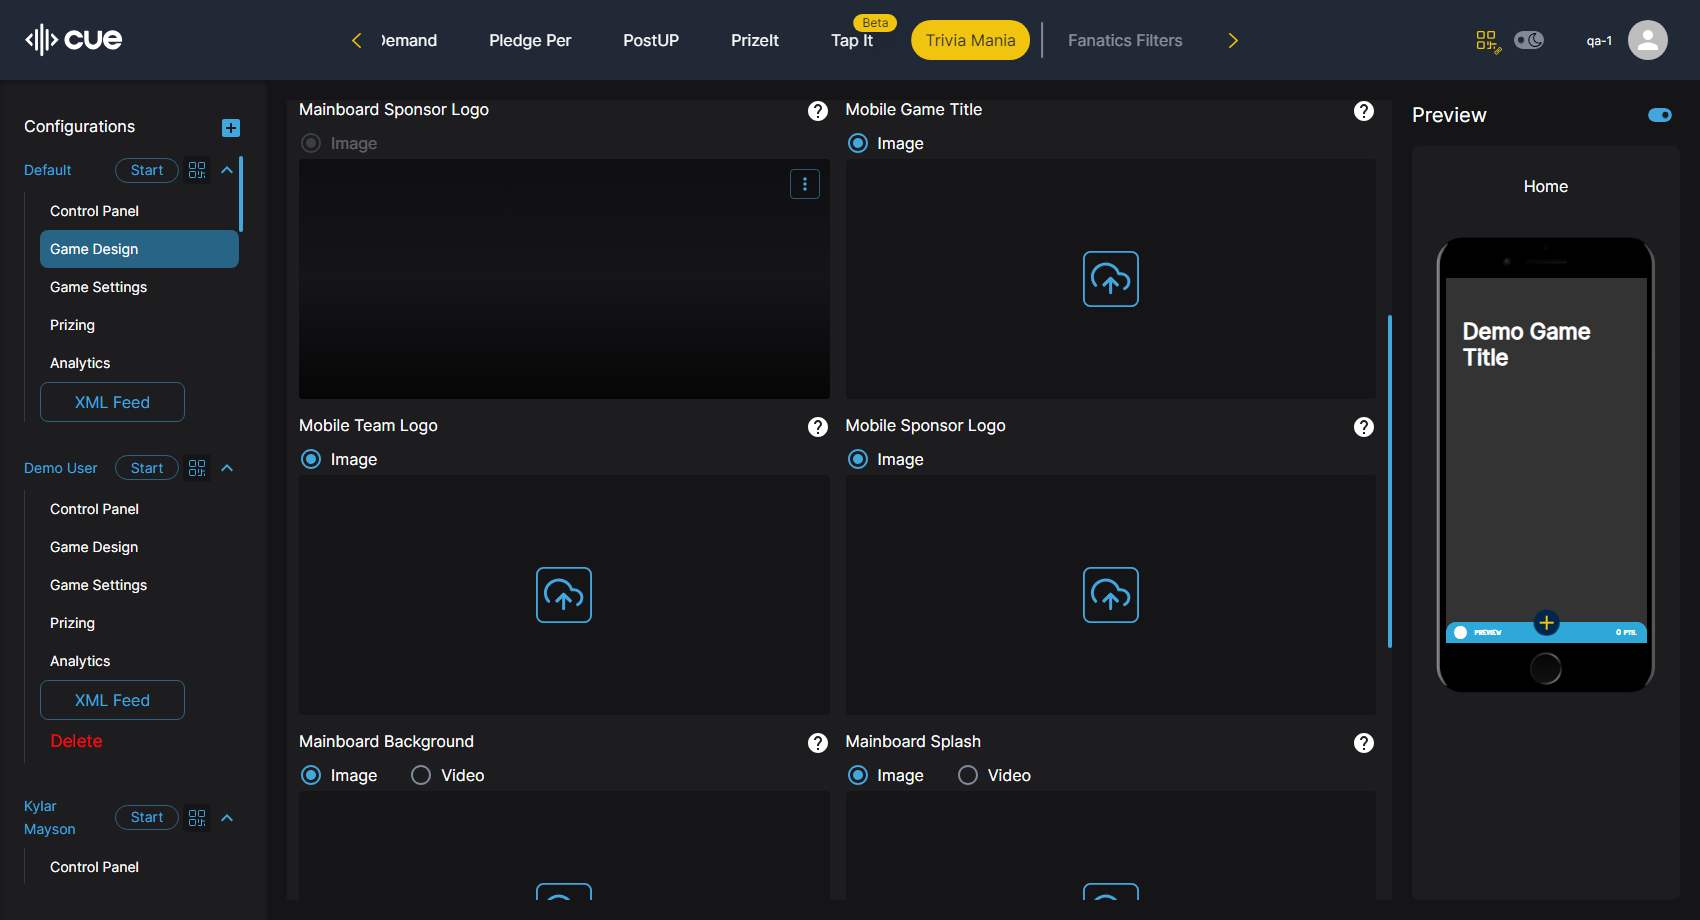 cue
Demand
Pledge Per
PostUP
PrizeIt
Tap It
Beta
Trivia Mania
Fanatics Filters
qa-1
Configurations
Default
Start
Control Panel
Game Design
Game Settings
Prizing
Analytics
XML Feed
Demo User
Start
Control Panel
Game Design
Game Settings
Prizing
Analytics
XML Feed
Delete
Kylar
Mayson
Start
Control Panel
Mainboard Sponsor Logo
Image
Mobile Game Title
Image
Mobile Team Logo
Image
Mobile Sponsor Logo
Image
Mainboard Background
Image
Video
Mainboard Splash
Image
Video
Preview
Home
Demo Game
Title
PREVIEW
0 PTS.